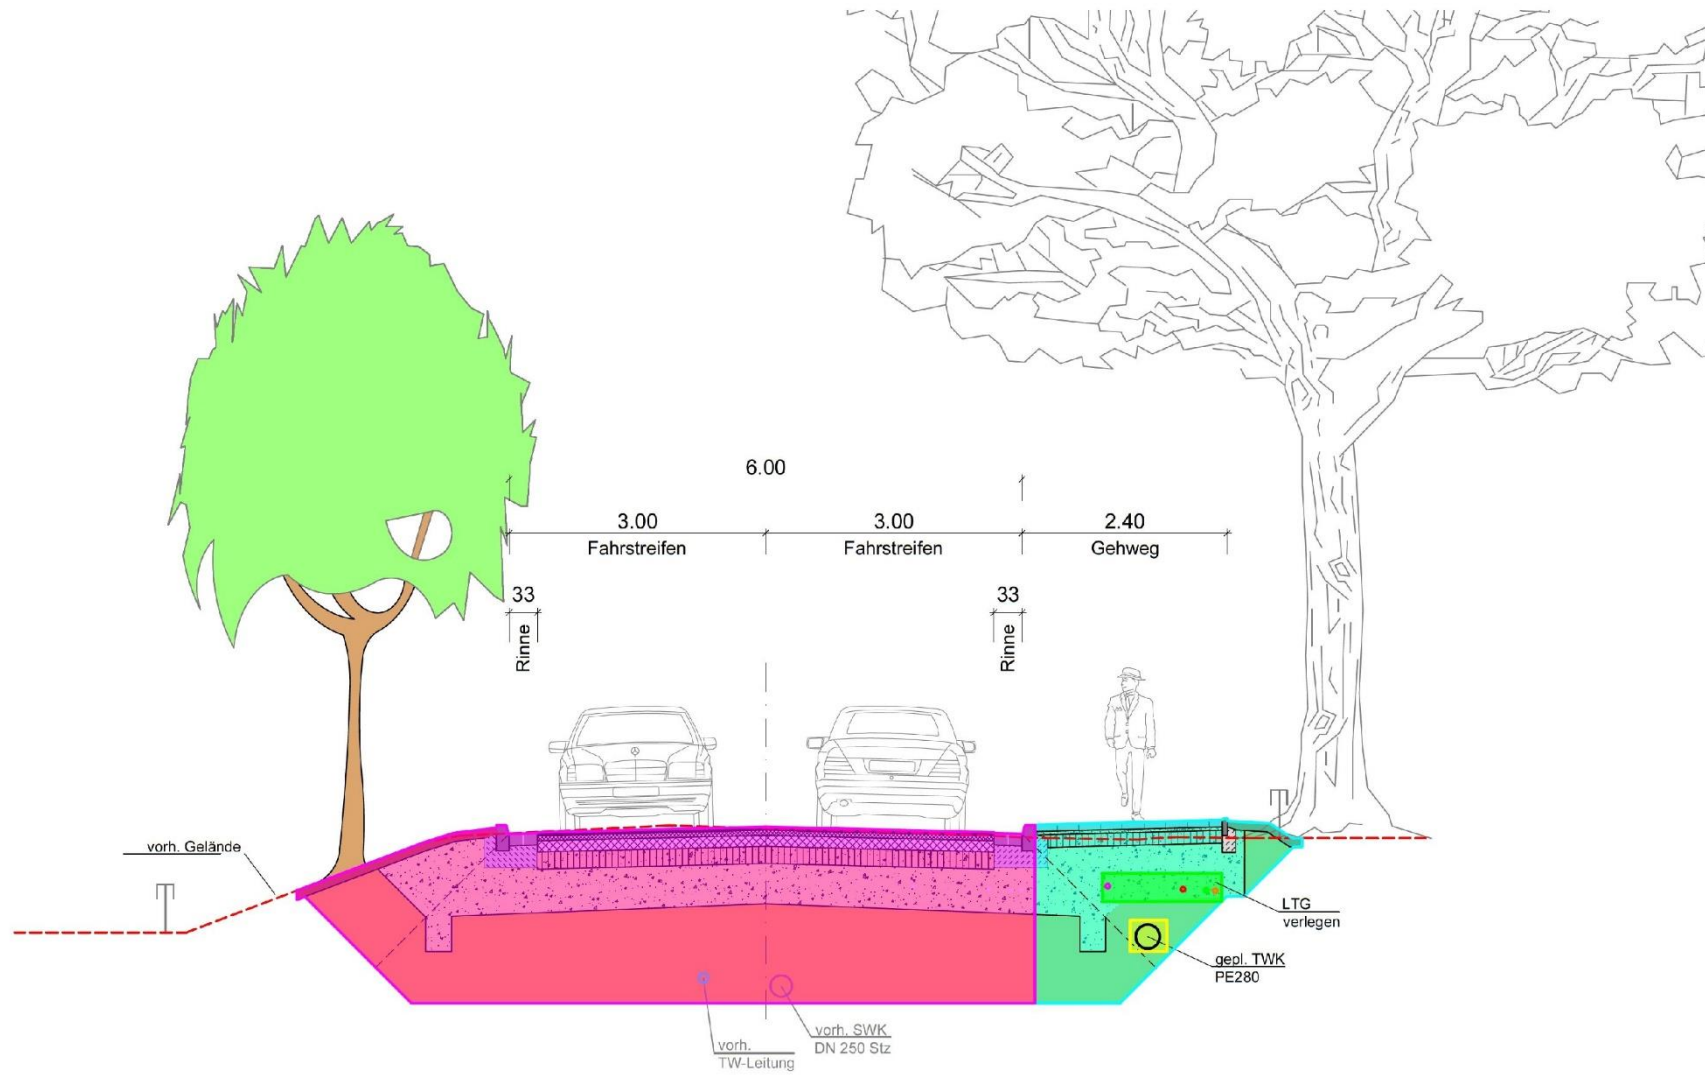 6.00
3.00
3.00
2.40
Fahrstreifen
Fahrstreifen
Gehweg
33
33
Rinne
Rinne
vorh. Gelände
LTG
verlegen
gepl. TWK
PE280
vorh. SWK
DN 250 Stz
vorh.
TW-Leitung